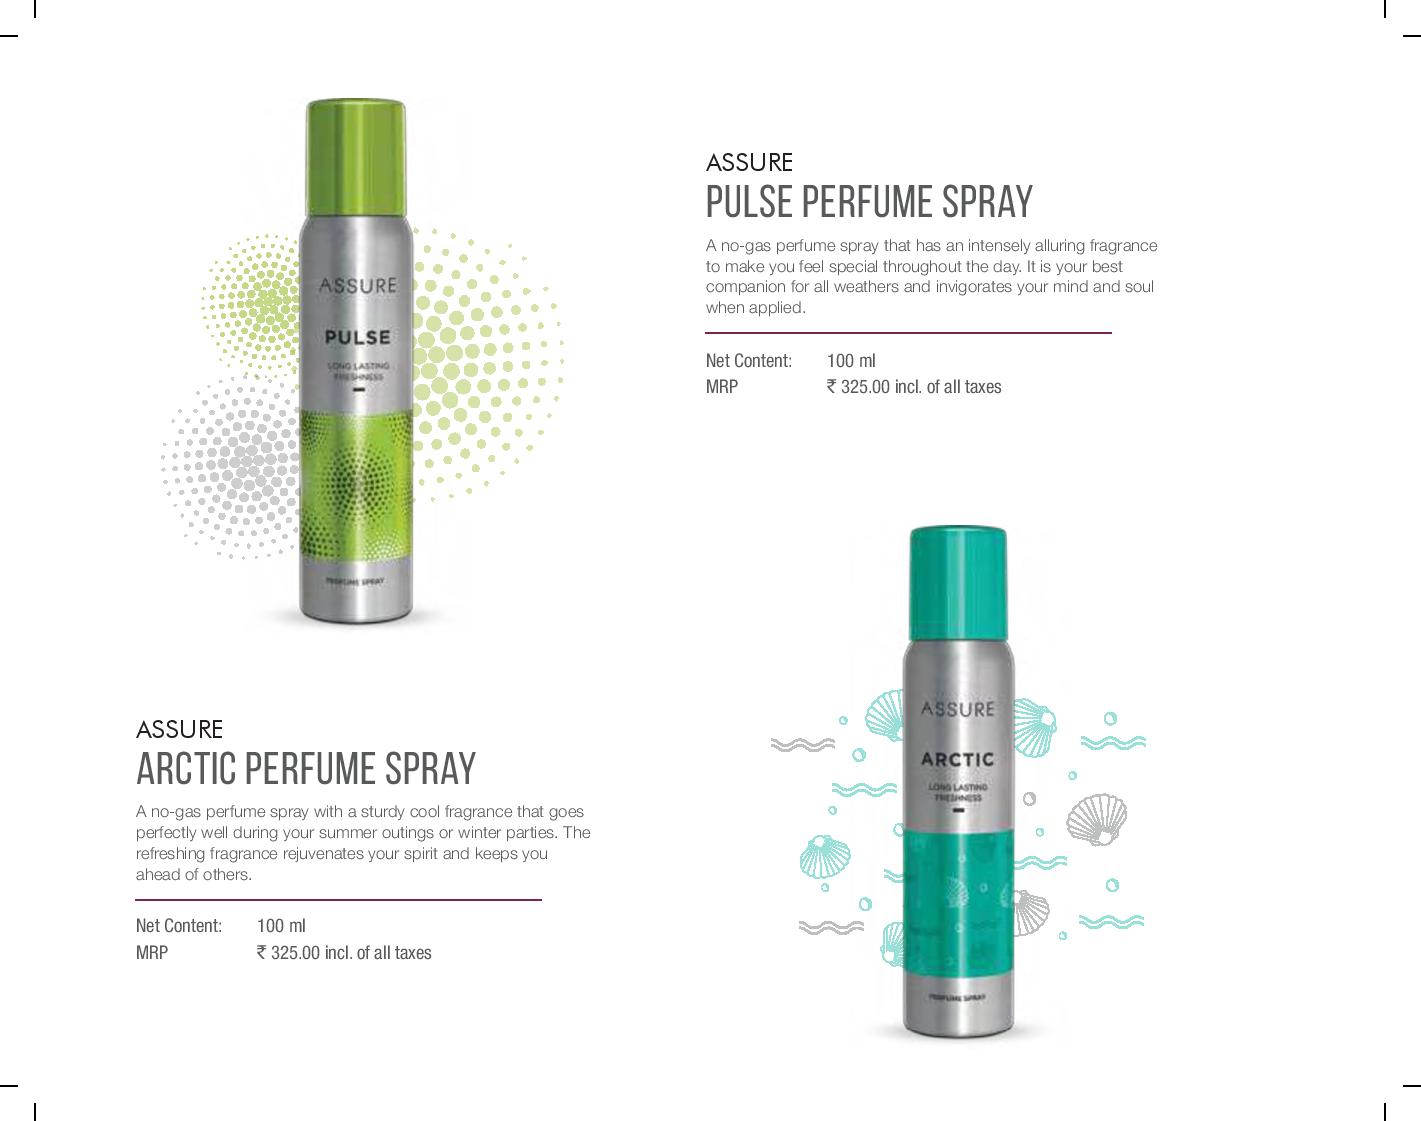 ASSURE
PULSE
LONG LASTING
FRESHNESS
PERFUME SPRAY
ASSURE
PULSE PERFUME SPRAY
A no-gas perfume spray that has an intensely alluring fragrance
to make you feel special throughout the day. It is your best
companion for all weathers and invigorates your mind and soul
when applied.
Net Content: 100 ml
MRP ₹ 325.00 incl. of all taxes
ASSURE
ARCTIC PERFUME SPRAY
A no-gas perfume spray with a sturdy cool fragrance that goes
perfectly well during your summer outings or winter parties. The
refreshing fragrance rejuvenates your spirit and keeps you
ahead of others.
Net Content: 100 ml
MRP ₹ 325.00 incl. of all taxes
ASSURE
ARCTIC
LONG LASTING
FRESHNESS
PERFUME SPRAY